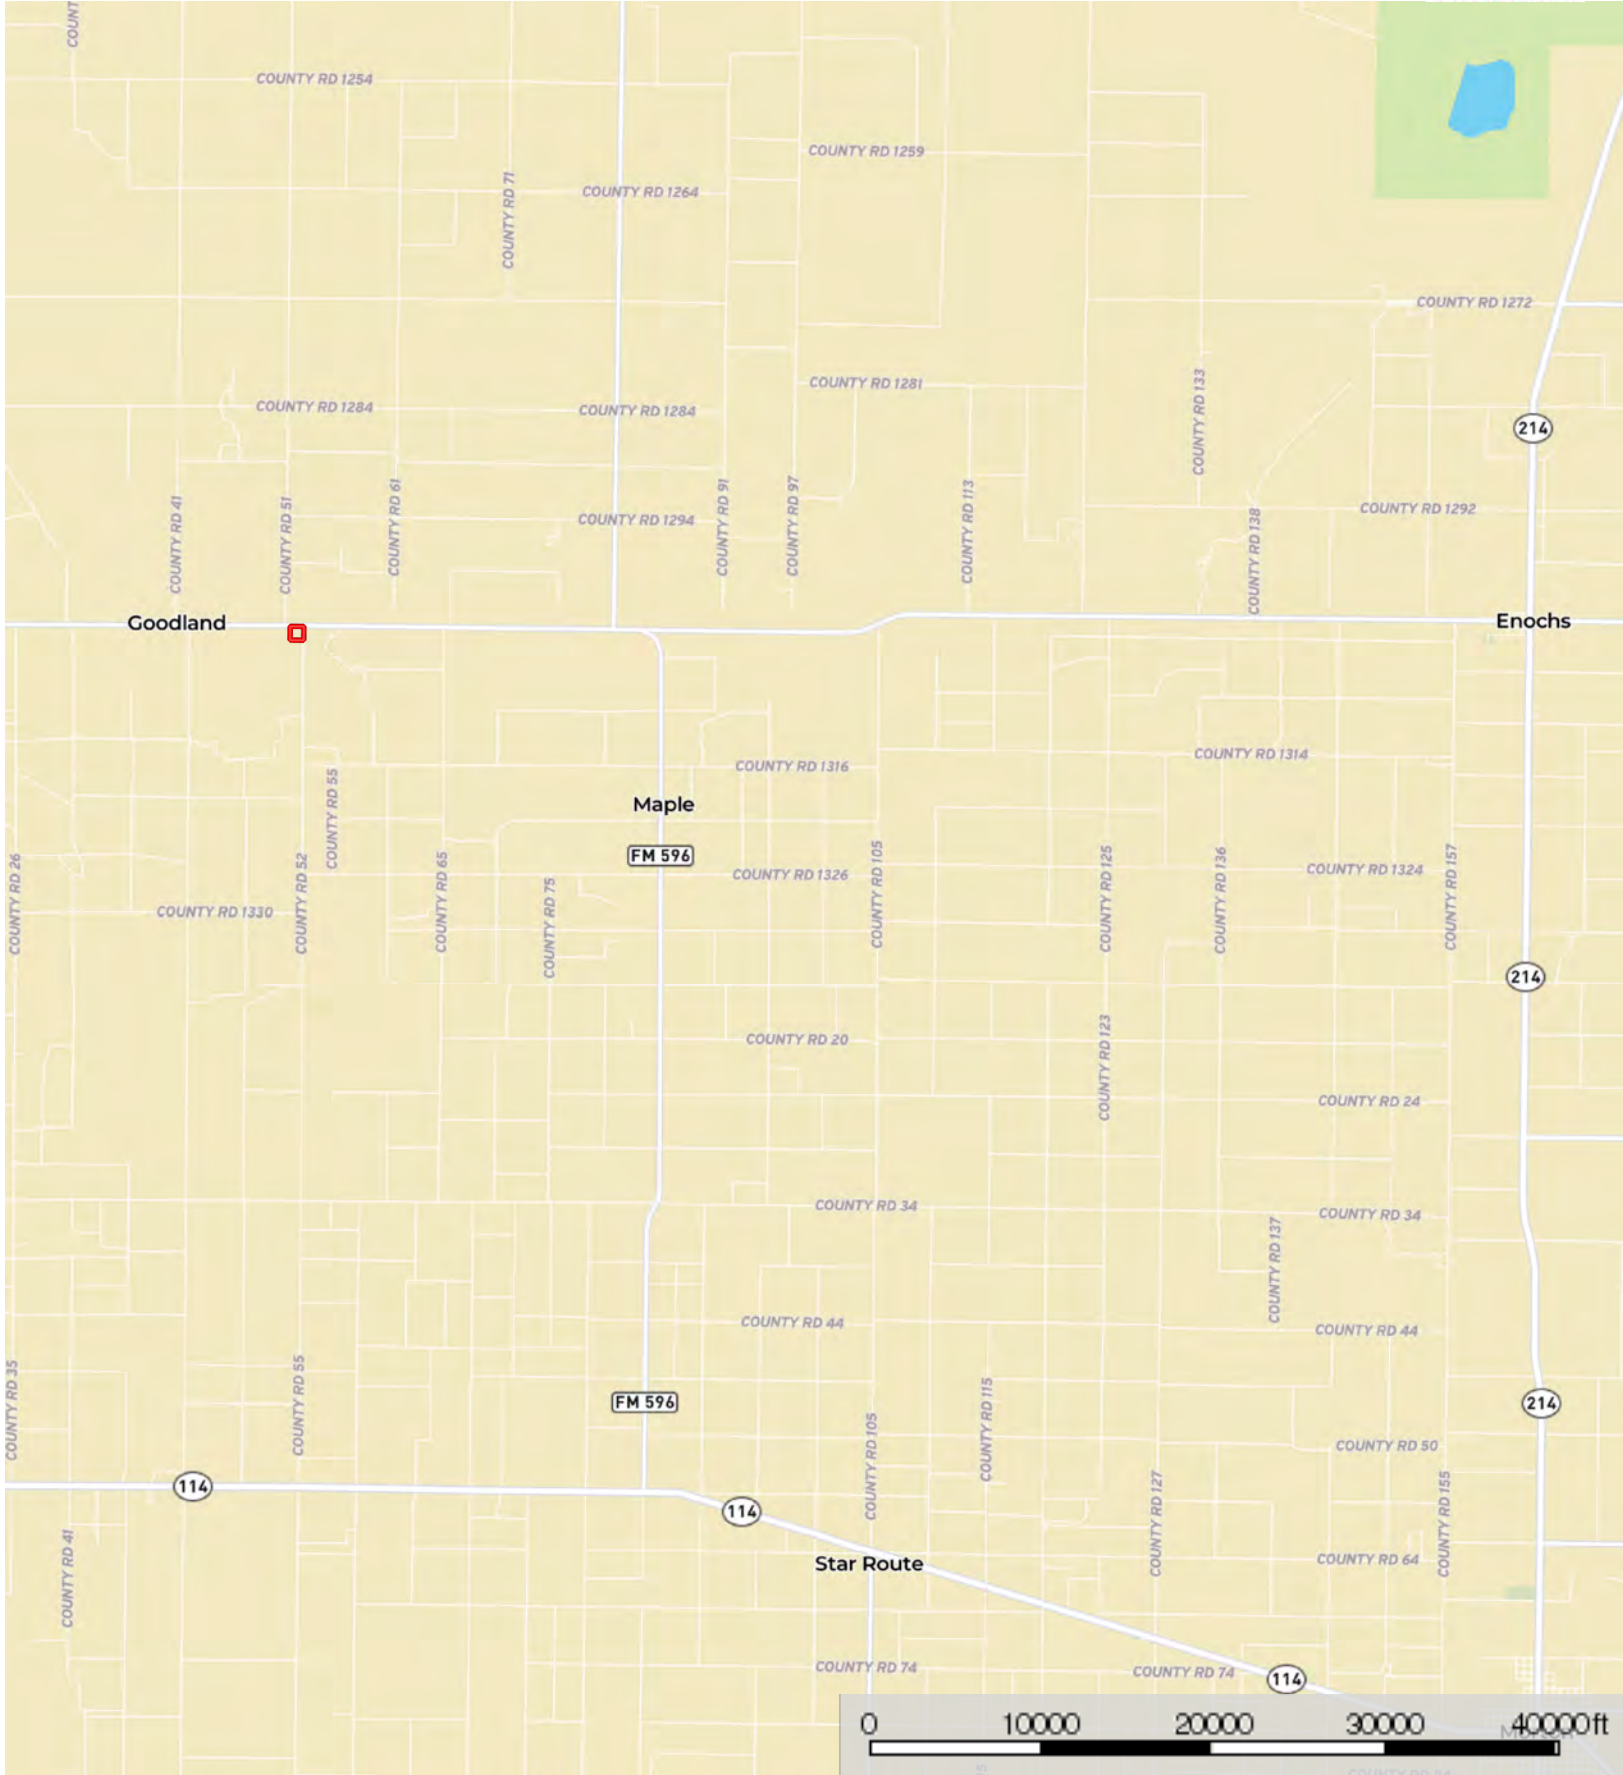 COUNT
COUNTY RD 1254
COUNTY RD 1259
COUNTY RD 71
COUNTY RD 1264
COUNTY RD 1272
COUNTY RD 1281
COUNTY RD 133
COUNTY RD 1284
COUNTY RD 1284
214
COUNTY RD 41
COUNTY RD 51
COUNTY RD 61
COUNTY RD 91
COUNTY RD 97
COUNTY RD 113
COUNTY RD 1294
COUNTY RD 1292
COUNTY RD 138
Goodland
Enochs
COUNTY RD 1316
COUNTY RD 1314
COUNTY RD 55
Maple
FM 596
COUNTY RD 26
COUNTY RD 52
COUNTY RD 65
COUNTY RD 75
COUNTY RD 1326
COUNTY RD 105
COUNTY RD 125
COUNTY RD 136
COUNTY RD 1324
COUNTY RD 157
COUNTY RD 1330
214
COUNTY RD 20
COUNTY RD 123
COUNTY RD 24
COUNTY RD 34
COUNTY RD 34
COUNTY RD 137
COUNTY RD 44
COUNTY RD 44
COUNTY RD 35
COUNTY RD 55
FM 596
COUNTY RD 115
214
COUNTY RD 105
COUNTY RD 50
114
114
COUNTY RD 127
COUNTY RD 155
COUNTY RD 41
Star Route
COUNTY RD 64
COUNTY RD 74
COUNTY RD 74
114
0 10000 20000 30000 40000 ft